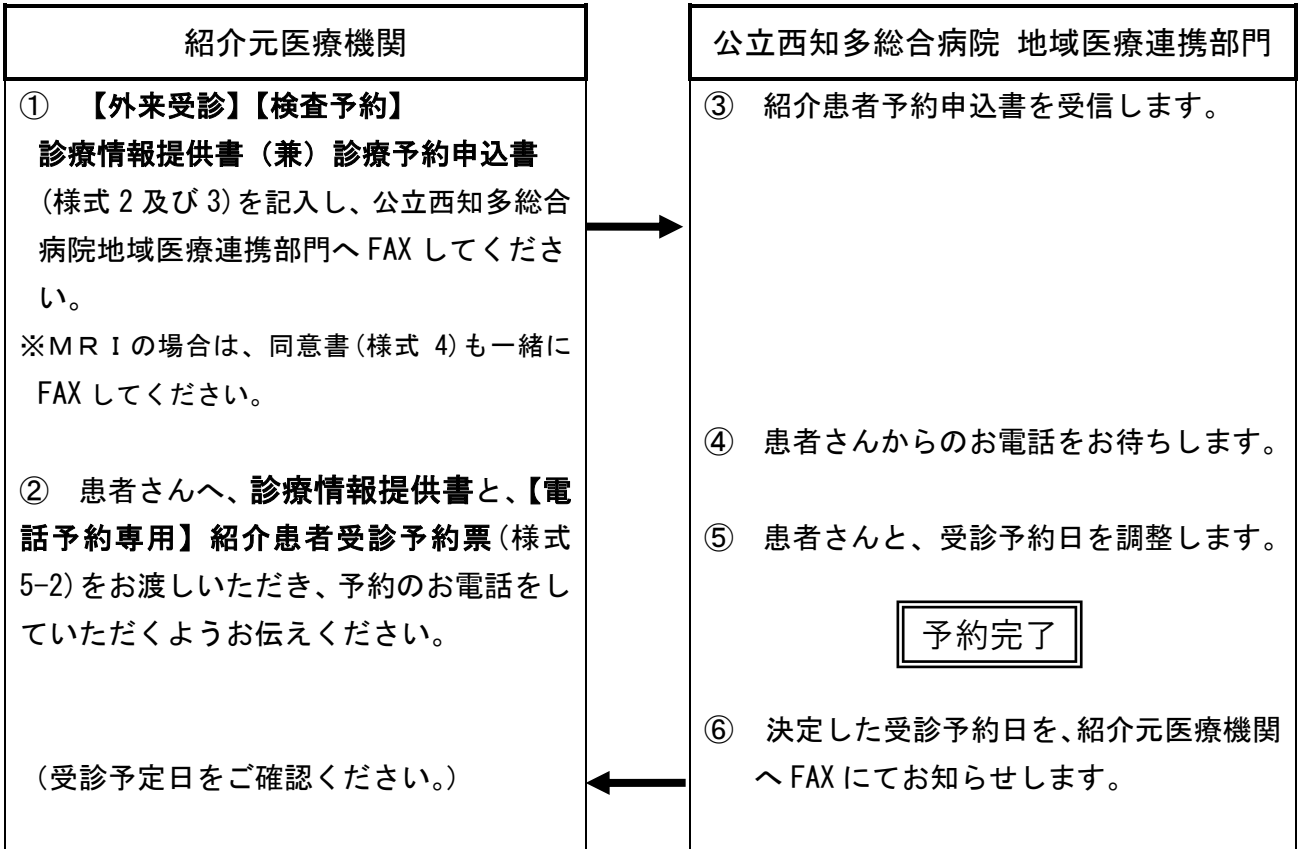 紹介元医療機関
① 【外来受診】【検査予約】
診療情報提供書（兼）診療予約申込書
(様式 2 及び 3)を記入し、公立西知多総合
病院地域医療連携部門へ FAX してくださ
い。
※ＭＲＩの場合は、同意書(様式 4)も一緒に
FAX してください。
② 患者さんへ、診療情報提供書と、【電
話予約専用】紹介患者受診予約票(様式
5-2)をお渡しいただき、予約のお電話をし
ていただくようお伝えください。
（受診予定日をご確認ください。）
公立西知多総合病院 地域医療連携部門
③ 紹介患者予約申込書を受信します。
④ 患者さんからのお電話をお待ちします。
⑤ 患者さんと、受診予約日を調整します。
予約完了
⑥ 決定した受診予約日を、紹介元医療機関
へ FAX にてお知らせします。